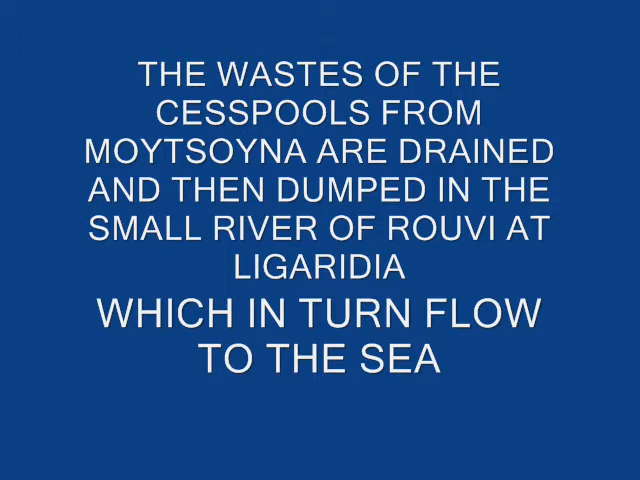 THE WASTES OF THE
CESSPOOLS FROM
MOYTSOYNA ARE DRAINED
AND THEN DUMPED IN THE
SMALL RIVER OF ROUVI AT
LIGARIDIA
WHICH IN TURN FLOW
TO THE SEA